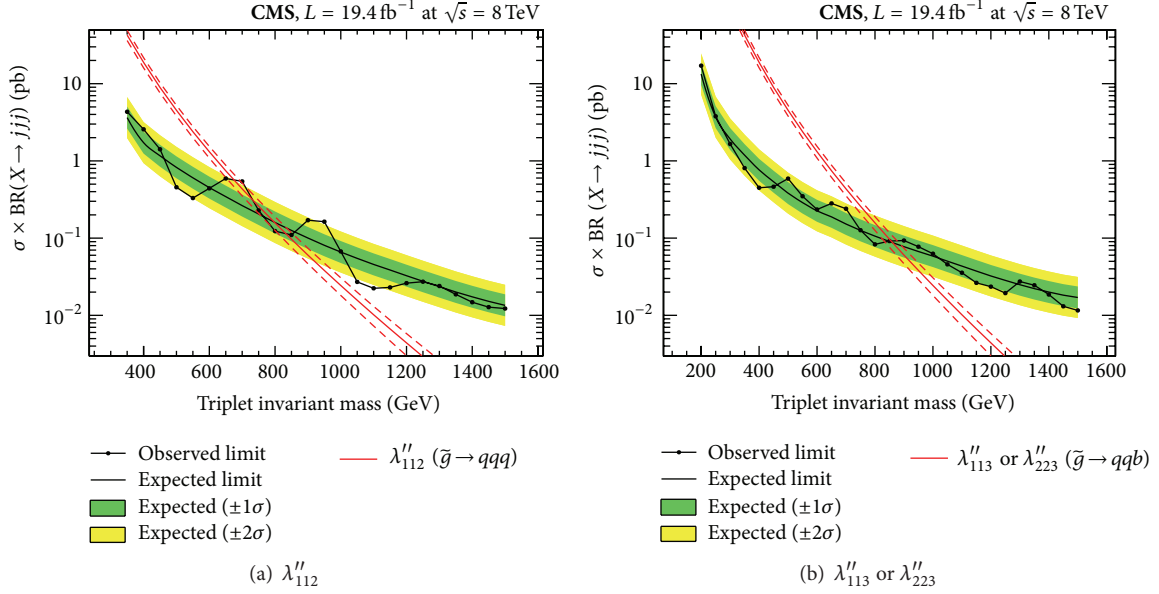 CMS, L = 19.4 fb⁻¹ at √s = 8 TeV
σ × BR(X → jjj) (pb)
10
1
10⁻¹
10⁻²
400 600 800 1000 1200 1400 1600
Triplet invariant mass (GeV)
Observed limit
Expected limit
Expected (±1σ)
Expected (±2σ)
λ″₁₁₂ (g̃ → qqq)
(a) λ″₁₁₂
CMS, L = 19.4 fb⁻¹ at √s = 8 TeV
σ × BR (X → jjj) (pb)
10
1
10⁻¹
10⁻²
200 400 600 800 1000 1200 1400 1600
Triplet invariant mass (GeV)
Observed limit
Expected limit
Expected (±1σ)
Expected (±2σ)
λ″₁₁₃ or λ″₂₂₃ (g̃ → qqb)
(b) λ″₁₁₃ or λ″₂₂₃